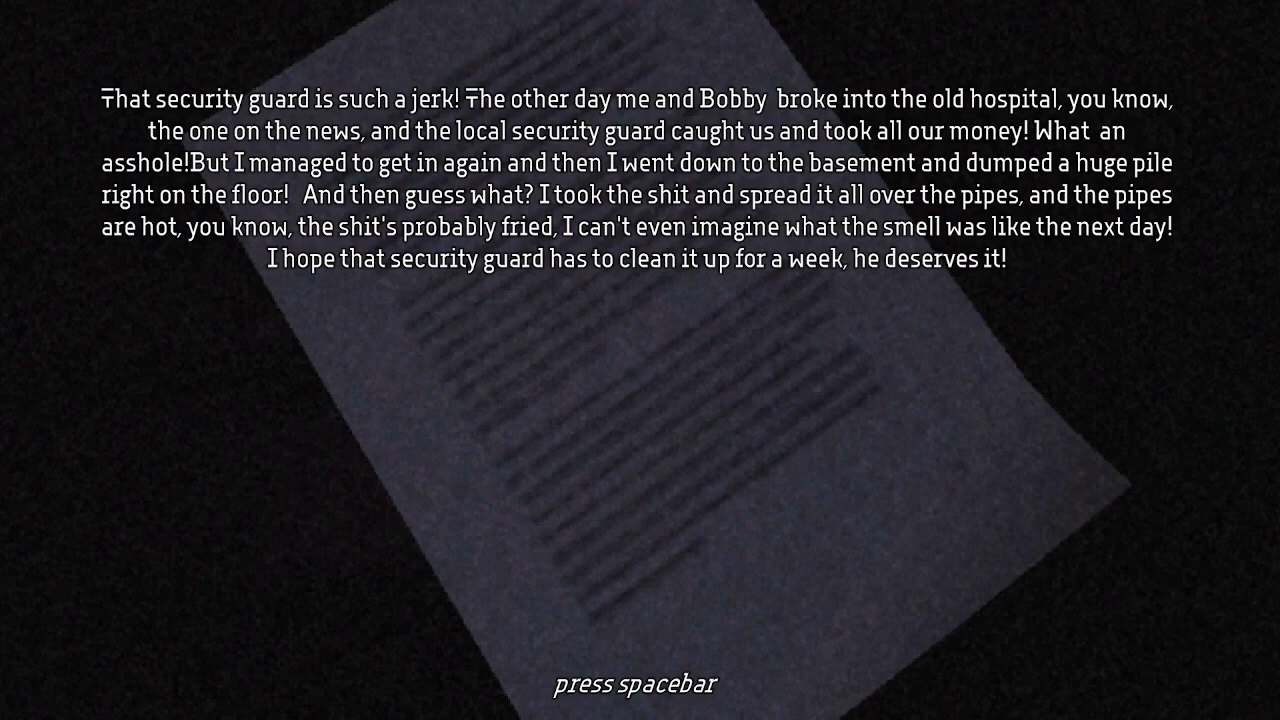 That security guard is such a jerk! The other day me and Bobby  broke into the old hospital, you know,
the one on the news, and the local security guard caught us and took all our money! What  an
asshole!But I managed to get in again and then I went down to the basement and dumped a huge pile
right on the floor!  And then guess what? I took the shit and spread it all over the pipes, and the pipes
are hot, you know, the shit's probably fried, I can't even imagine what the smell was like the next day!
I hope that security guard has to clean it up for a week, he deserves it!
press spacebar